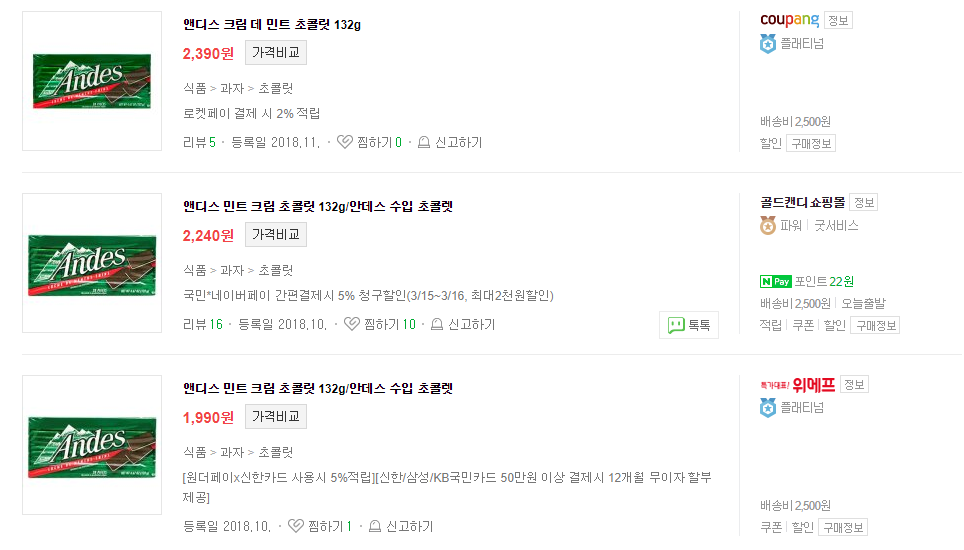 앤디스 크림 데 민트 초콜릿 132g
2,390원 가격비교
식품 > 과자 > 초콜릿
로켓페이 결제 시 2% 적립
리뷰 5 · 등록일 2018.11. · 찜하기 0 · 신고하기
coupang 정보
플래티넘
배송비 2,500원
할인 구매정보
Andes
CRÈME DE MENTHE THINS
앤디스 민트 크림 초콜릿 132g/안데스 수입 초콜렛
2,240원 가격비교
식품 > 과자 > 초콜릿
국민*네이버페이 간편결제시 5% 청구할인(3/15~3/16, 최대2천원할인)
리뷰 16 · 등록일 2018.10. · 찜하기 10 · 신고하기
톡톡
골드캔디 쇼핑몰 정보
파워 | 굿서비스
N Pay 포인트 22원
배송비 2,500원 | 오늘출발
적립 | 쿠폰 | 할인 구매정보
Andes
CRÈME DE MENTHE THINS
앤디스 민트 크림 초콜릿 132g/안데스 수입 초콜렛
1,990원 가격비교
식품 > 과자 > 초콜릿
[원더페이x신한카드 사용시 5%적립][신한/삼성/KB국민카드 50만원 이상 결제시 12개월 무이자 할부
제공]
등록일 2018.10. · 찜하기 1 · 신고하기
특가대표! 위메프 정보
플래티넘
배송비 2,500원
쿠폰 | 할인 구매정보
Andes
CRÈME DE MENTHE THINS